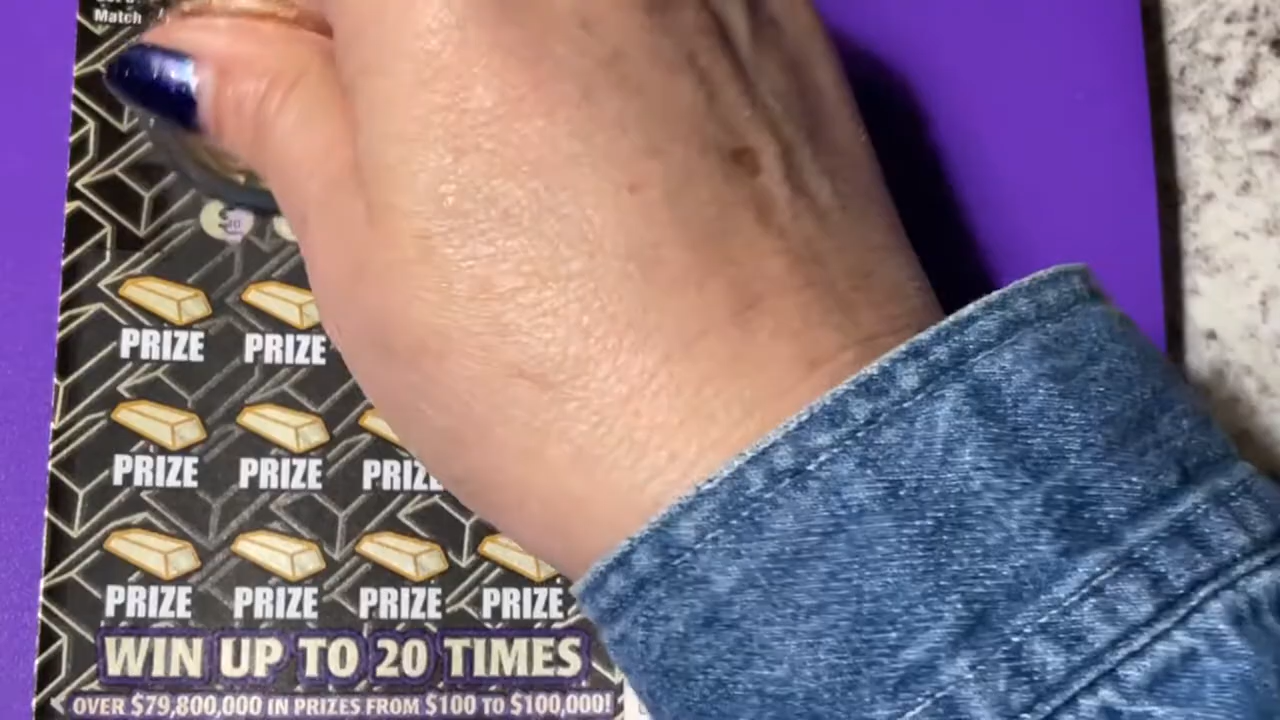 Match
PRIZE PRIZE
PRIZE PRIZE PRIZE
PRIZE PRIZE PRIZE PRIZE
WIN UP TO 20 TIMES
OVER $79,800,000 IN PRIZES FROM $100 TO $100,000!